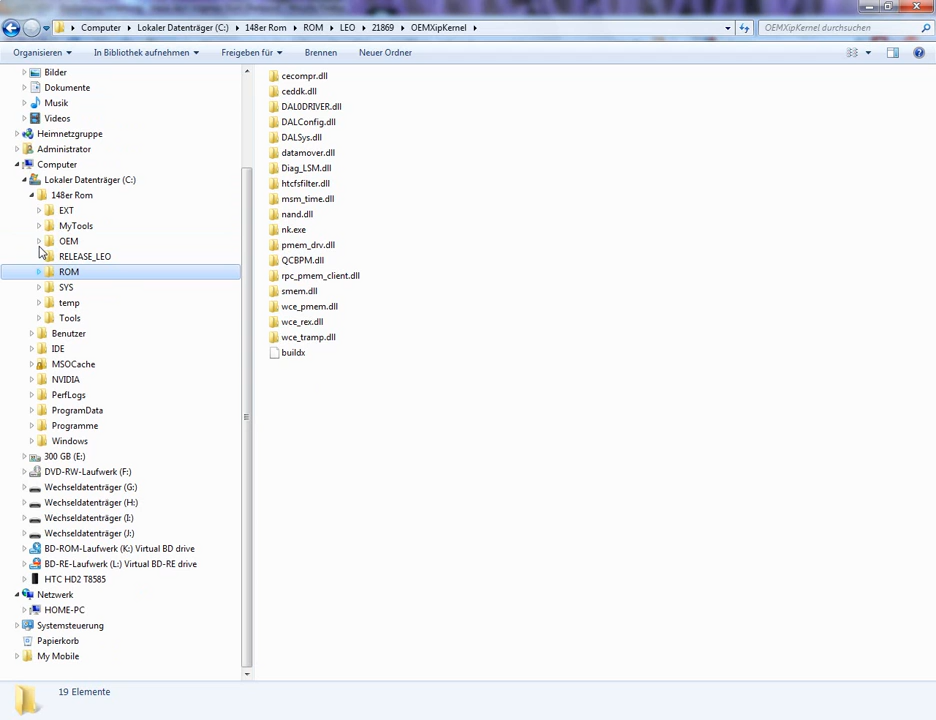 Computer ▸ Lokaler Datenträger (C:) ▸ 148er Rom ▸ ROM ▸ LEO ▸ 21869 ▸ OEMXipKernel ▸
OEMXipKernel durchsuchen
Organisieren
In Bibliothek aufnehmen
Freigeben für
Brennen
Neuer Ordner
Bilder
Dokumente
Musik
Videos
Heimnetzgruppe
Administrator
Computer
Lokaler Datenträger (C:)
148er Rom
EXT
MyTools
OEM
RELEASE_LEO
ROM
SYS
temp
Tools
Benutzer
IDE
MSOCache
NVIDIA
PerfLogs
ProgramData
Programme
Windows
300 GB (E:)
DVD-RW-Laufwerk (F:)
Wechseldatenträger (G:)
Wechseldatenträger (H:)
Wechseldatenträger (I:)
Wechseldatenträger (J:)
BD-ROM-Laufwerk (K:) Virtual BD drive
BD-RE-Laufwerk (L:) Virtual BD-RE drive
HTC HD2 T8585
Netzwerk
HOME-PC
Systemsteuerung
Papierkorb
My Mobile
cecompr.dll
ceddk.dll
DAL0DRIVER.dll
DALConfig.dll
DALSys.dll
datamover.dll
Diag_LSM.dll
htcfsfilter.dll
msm_time.dll
nand.dll
nk.exe
pmem_drv.dll
QCBPM.dll
rpc_pmem_client.dll
smem.dll
wce_pmem.dll
wce_rex.dll
wce_tramp.dll
buildx
19 Elemente